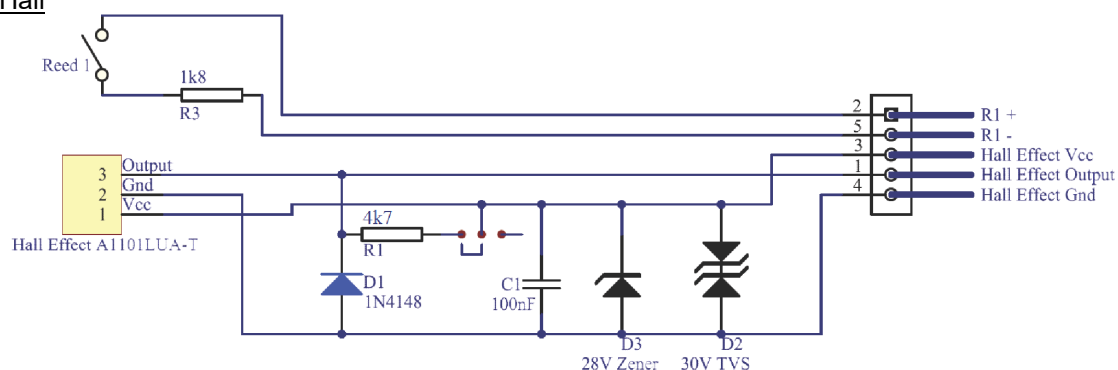 Hall
Reed 1
1k8
R3
2
R1 +
5
R1 -
3
Hall Effect Vcc
1
Hall Effect Output
4
Hall Effect Gnd
3
Output
2
Gnd
1
Vcc
Hall Effect A1101LUA-T
4k7
R1
D1
1N4148
C1
100nF
D3
28V Zener
D2
30V TVS